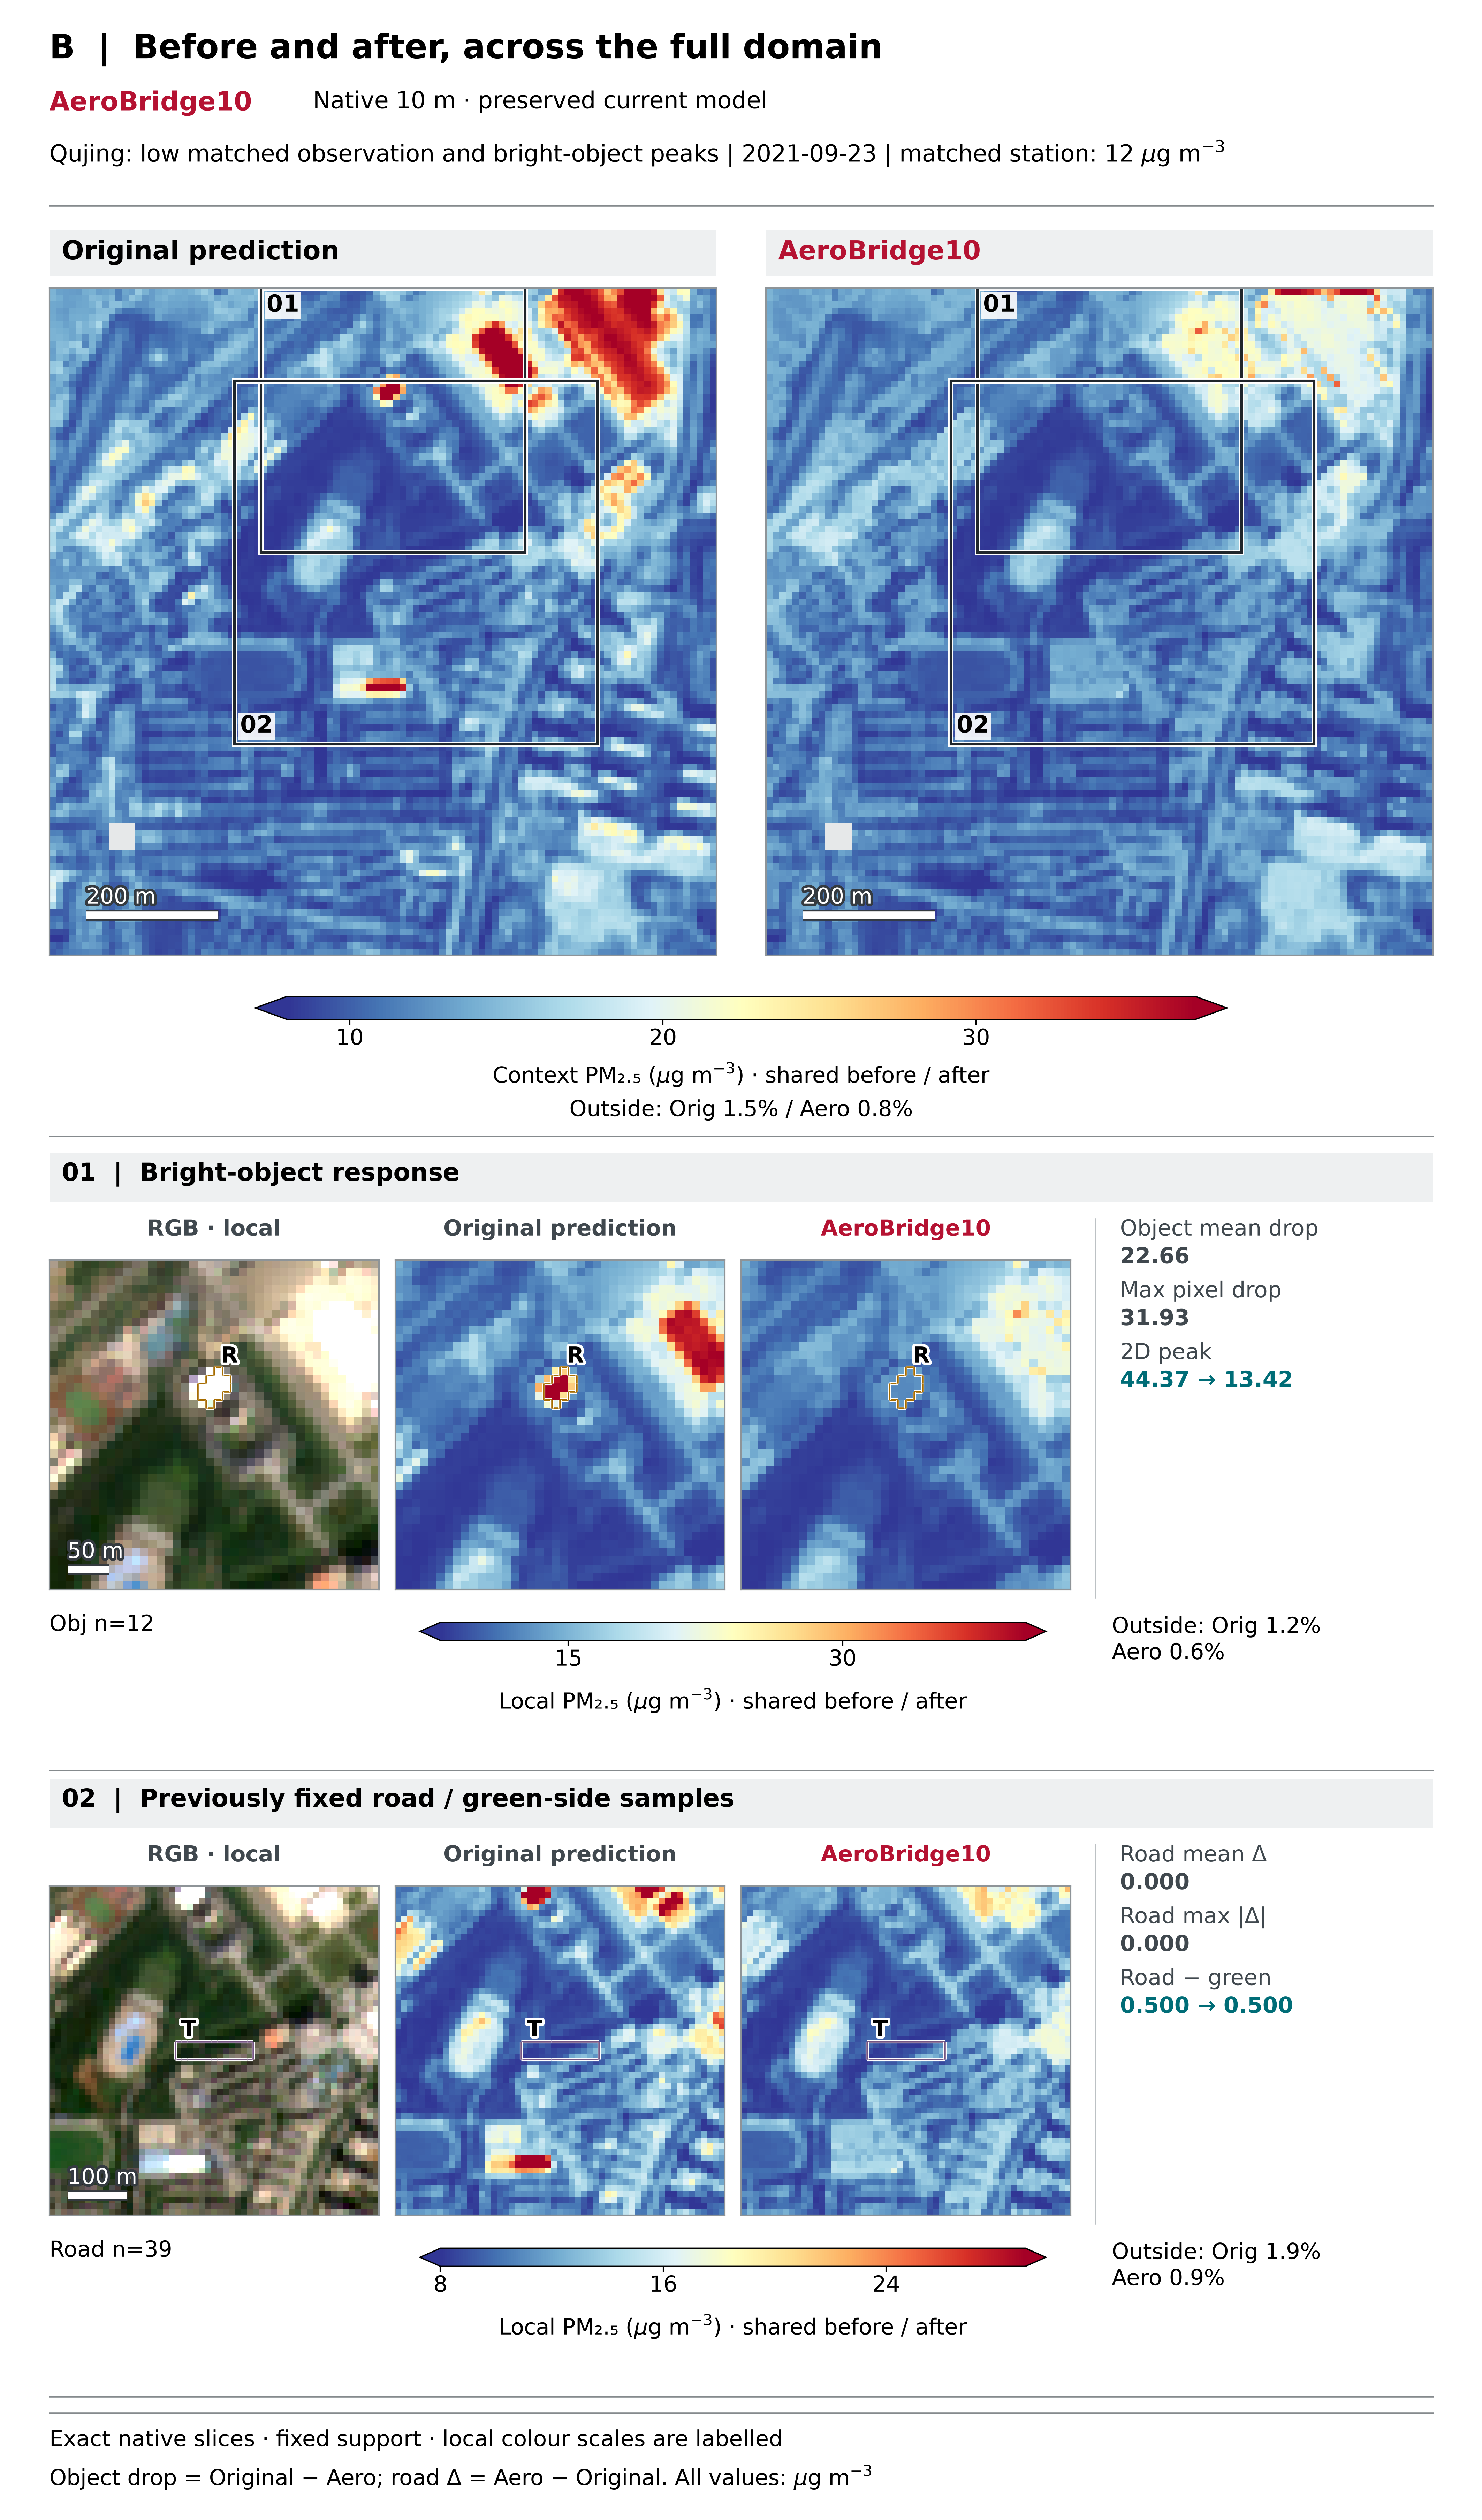 B | Before and after, across the full domain
AeroBridge10 Native 10 m · preserved current model
Qujing: low matched observation and bright-object peaks | 2021-09-23 | matched station: 12 μg m⁻³
Original prediction AeroBridge10
01 01
02 02
200 m 200 m
10 20 30
Context PM₂.₅ (μg m⁻³) · shared before / after
Outside: Orig 1.5% / Aero 0.8%
01 | Bright-object response
RGB · local Original prediction AeroBridge10
R R R
50 m
Object mean drop
22.66
Max pixel drop
31.93
2D peak
44.37 → 13.42
Obj n=12
15 30
Local PM₂.₅ (μg m⁻³) · shared before / after
Outside: Orig 1.2%
Aero 0.6%
02 | Previously fixed road / green-side samples
RGB · local Original prediction AeroBridge10
T T T
100 m
Road mean Δ
0.000
Road max |Δ|
0.000
Road − green
0.500 → 0.500
Road n=39
8 16 24
Local PM₂.₅ (μg m⁻³) · shared before / after
Outside: Orig 1.9%
Aero 0.9%
Exact native slices · fixed support · local colour scales are labelled
Object drop = Original − Aero; road Δ = Aero − Original. All values: μg m⁻³